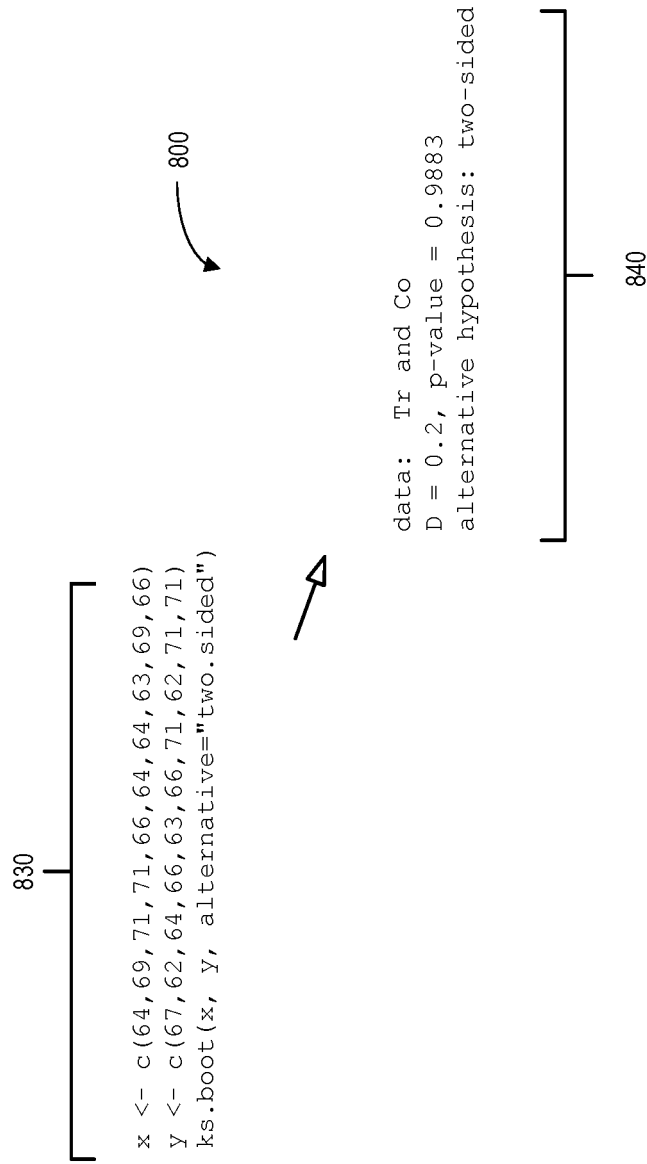 800
830
x <- c(64,69,71,71,66,64,64,63,69,66)
y <- c(67,62,64,66,63,66,71,62,71,71)
ks.boot(x, y, alternative="two.sided")
data:  Tr and Co
D = 0.2, p-value = 0.9883
alternative hypothesis: two-sided
840